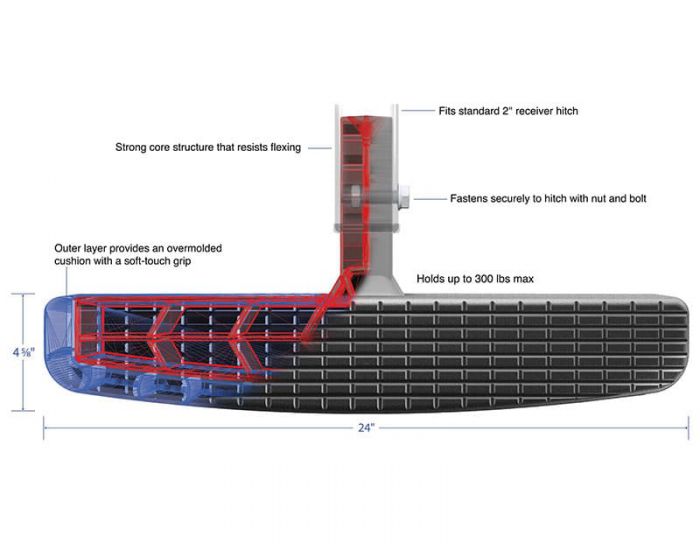 Fits standard 2" receiver hitch
Strong core structure that resists flexing
Fastens securely to hitch with nut and bolt
Outer layer provides an overmolded
cushion with a soft-touch grip
Holds up to 300 lbs max
4 5/8"
24"